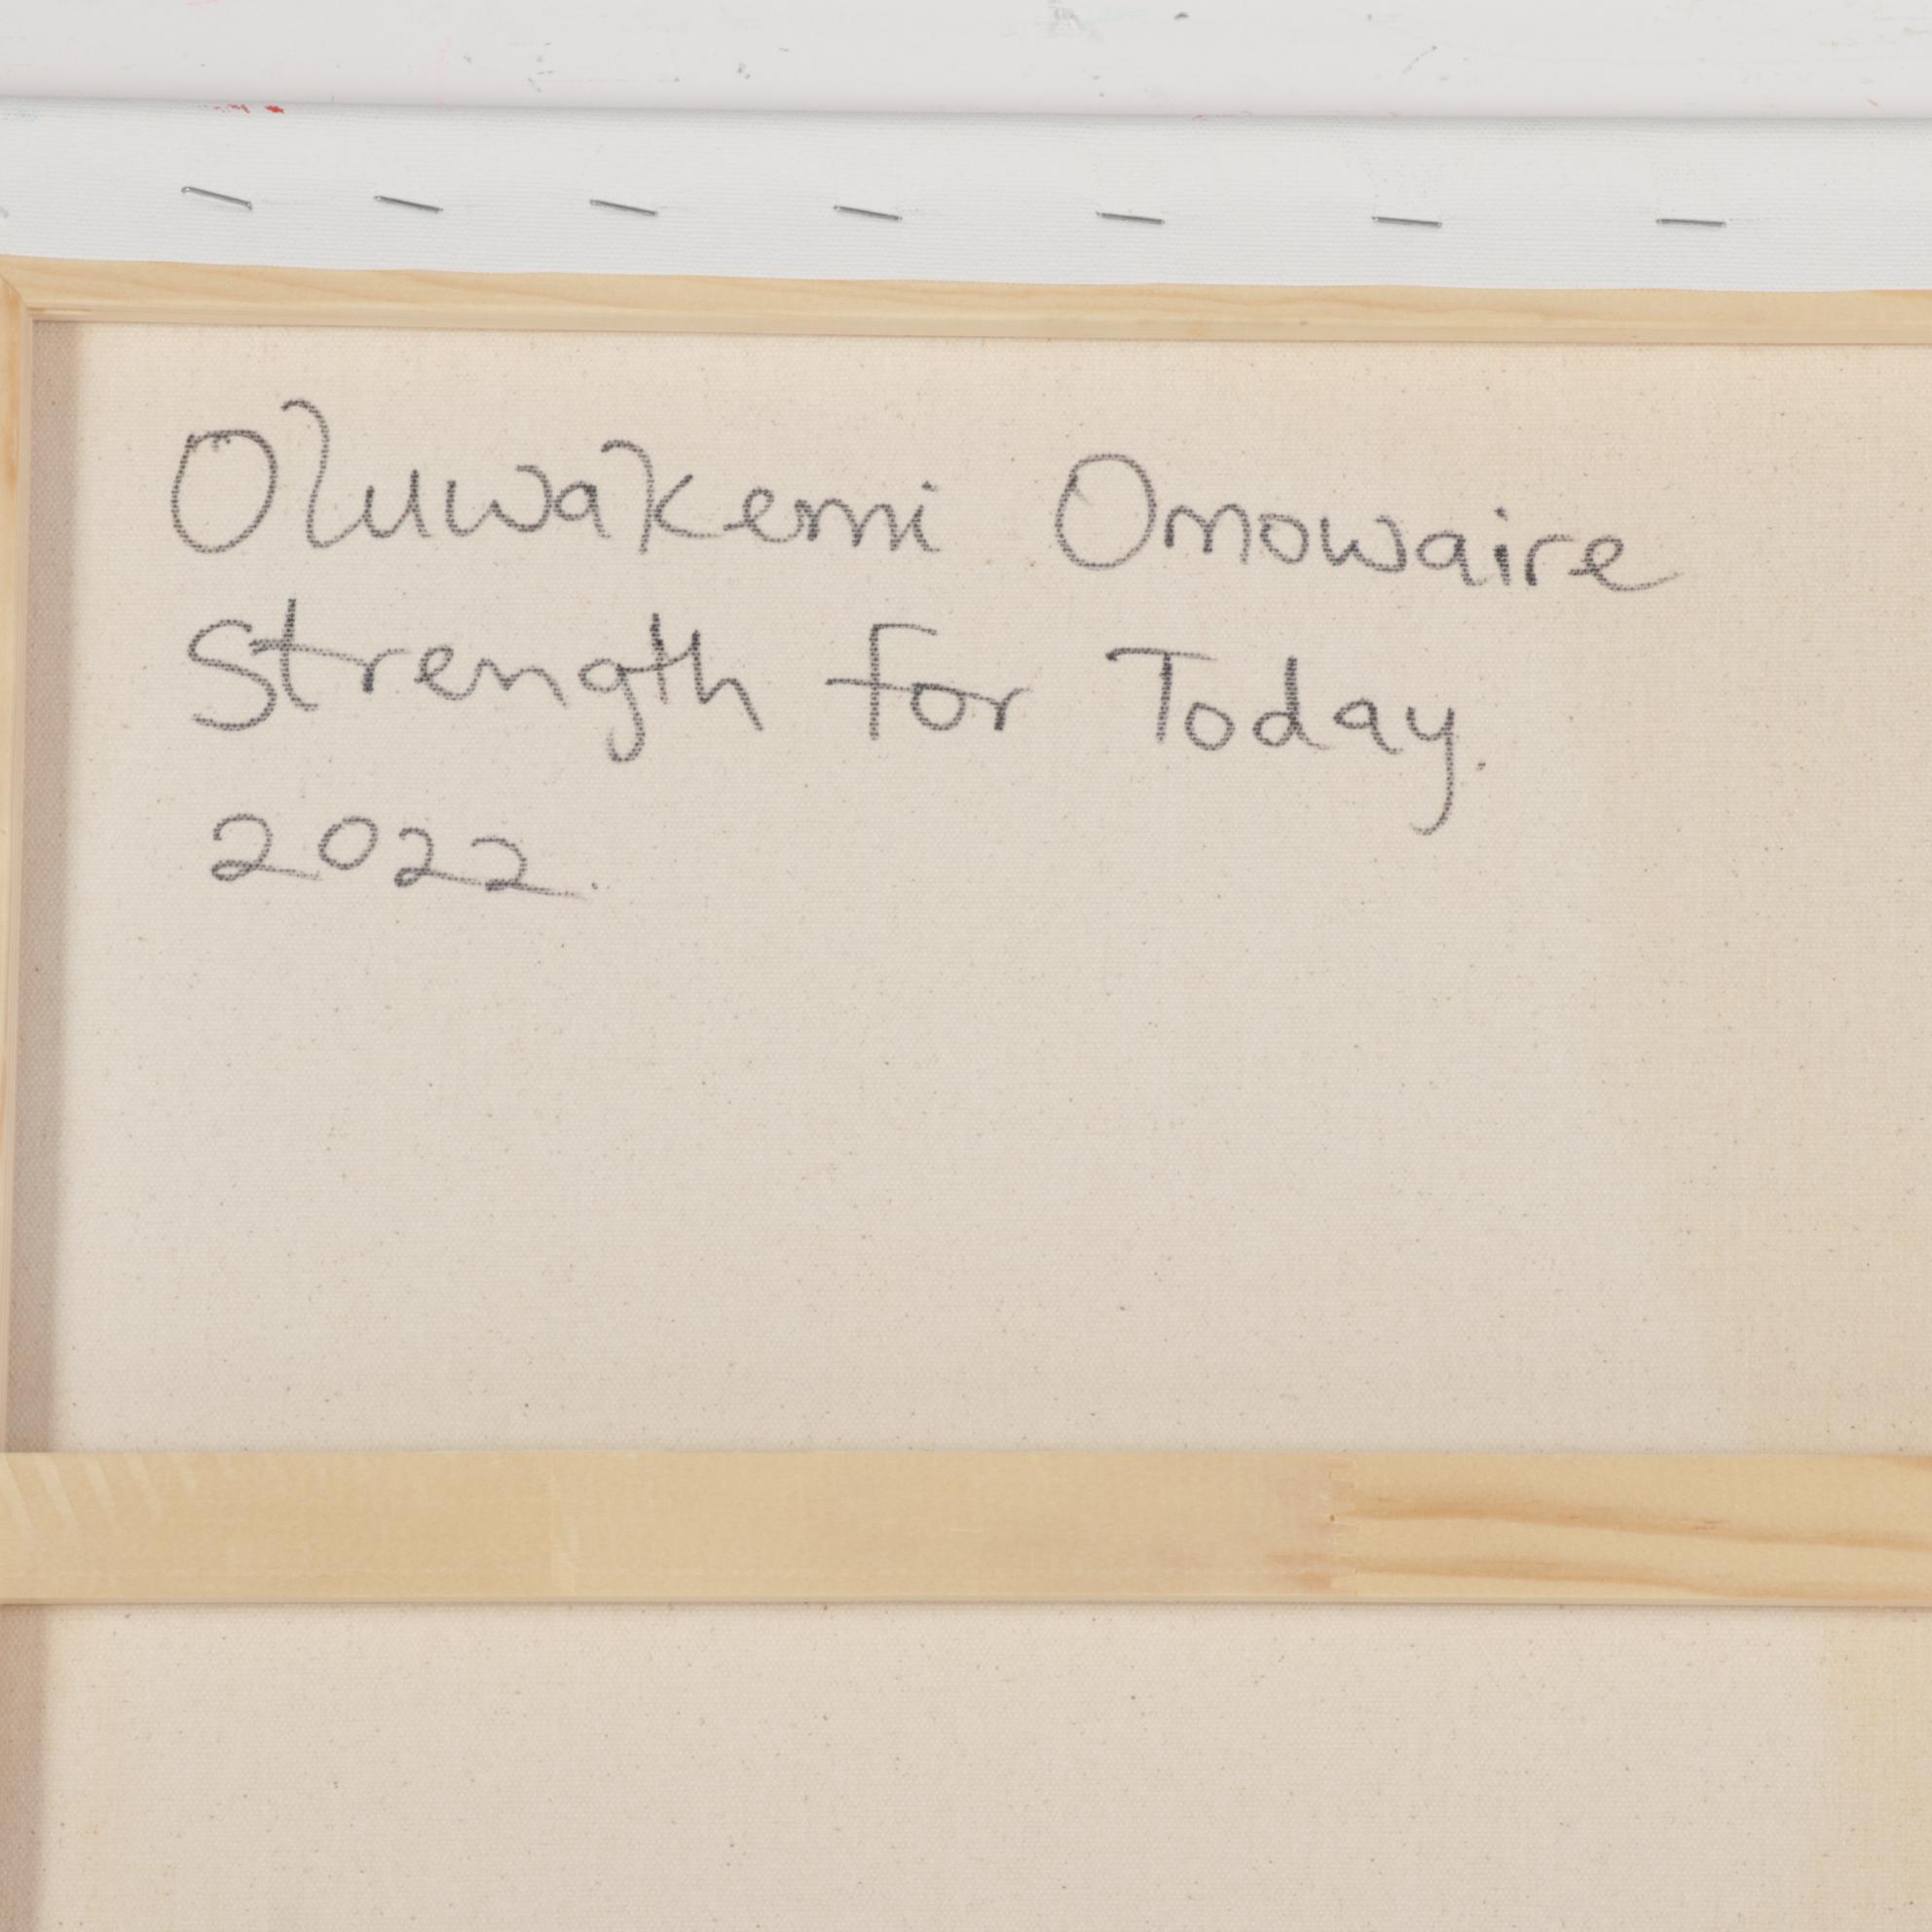 Oluwakemi Omowaire
Strength for Today.
2022.